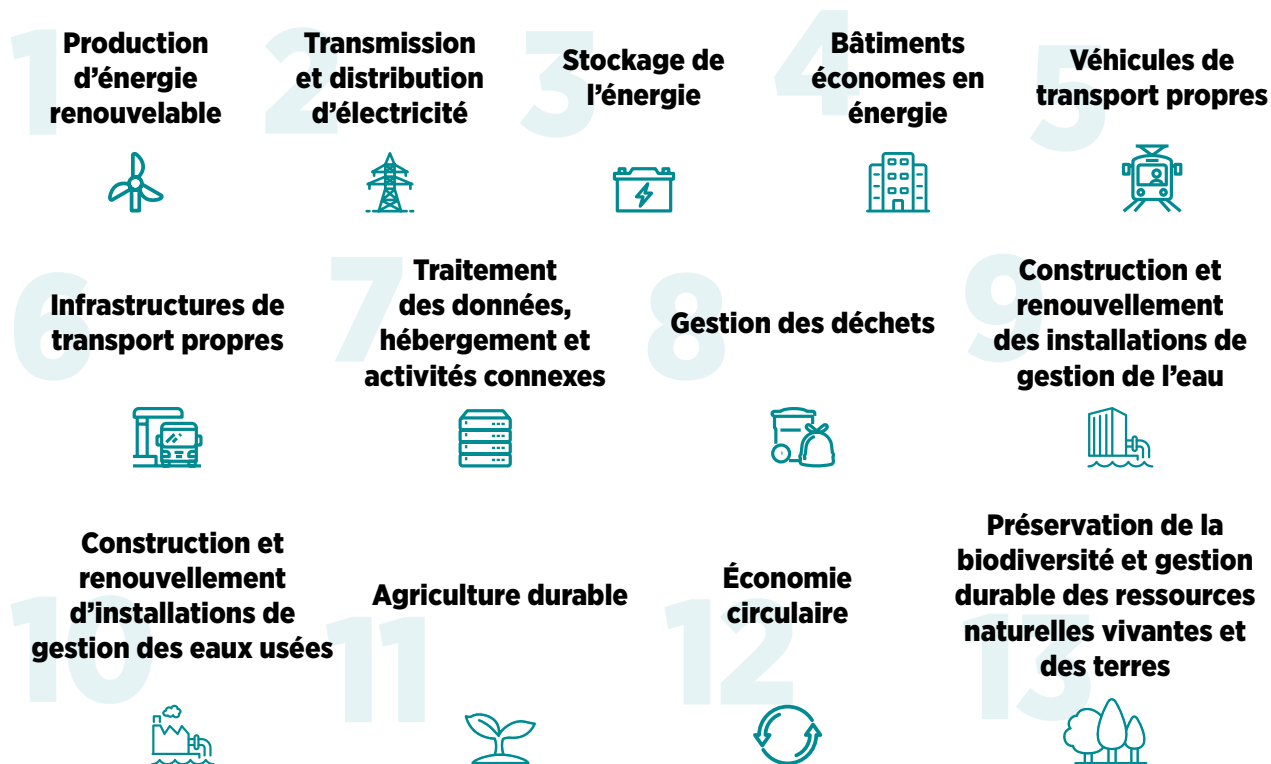 1
Production
d’énergie
renouvelable
2
Transmission
et distribution
d’électricité
3
Stockage de
l’énergie
4
Bâtiments
économes en
énergie
5
Véhicules de
transport propres
6
Infrastructures de
transport propres
7
Traitement
des données,
hébergement et
activités connexes
8
Gestion des déchets
9
Construction et
renouvellement
des installations de
gestion de l’eau
10
Construction et
renouvellement
d’installations de
gestion des eaux usées
11
Agriculture durable
12
Économie
circulaire
13
Préservation de la
biodiversité et gestion
durable des ressources
naturelles vivantes et
des terres